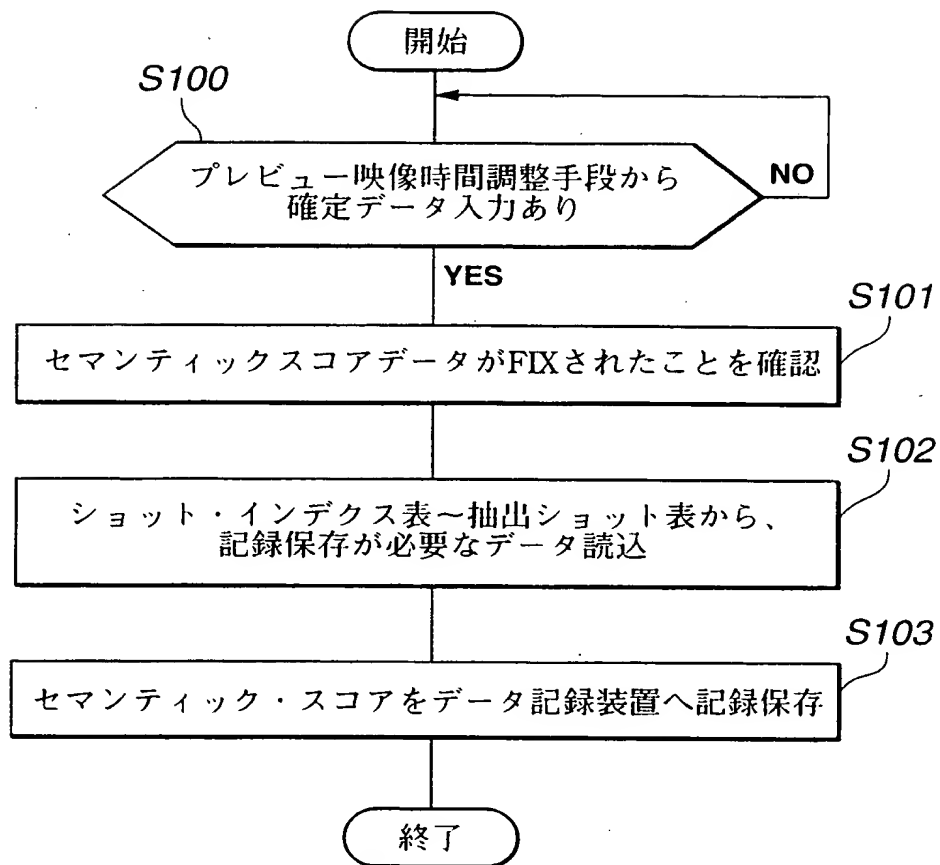 開始
S100
プレビュー映像時間調整手段から
確定データ入力あり
NO
YES
S101
セマンティックスコアデータがFIXされたことを確認
S102
ショット・インデクス表～抽出ショット表から、
記録保存が必要なデータ読込
S103
セマンティック・スコアをデータ記録装置へ記録保存
終了